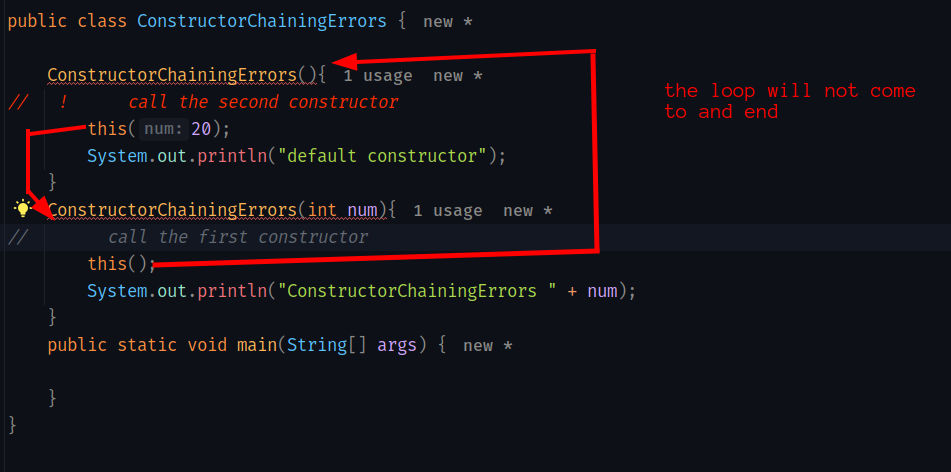 public class ConstructorChainingErrors {  new *
ConstructorChainingErrors(){  1 usage  new *
//   !      call the second constructor
this( num: 20);
System.out.println("default constructor");
}
ConstructorChainingErrors(int num){  1 usage  new *
//        call the first constructor
this();
System.out.println("ConstructorChainingErrors " + num);
}
public static void main(String[] args) {  new *
}
}
the loop will not come
to and end